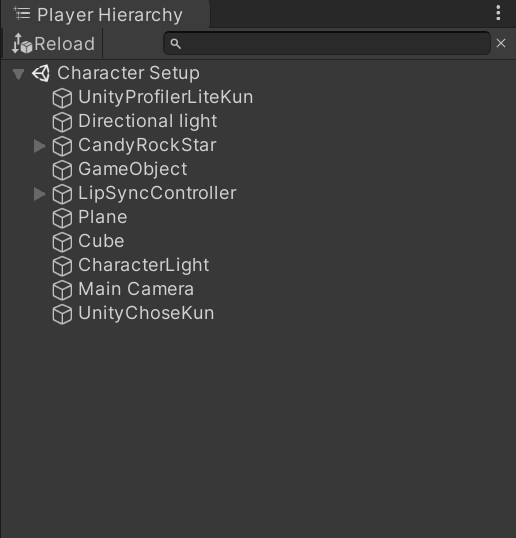 Player Hierarchy
Reload
Character Setup
UnityProfilerLiteKun
Directional light
CandyRockStar
GameObject
LipSyncController
Plane
Cube
CharacterLight
Main Camera
UnityChoseKun